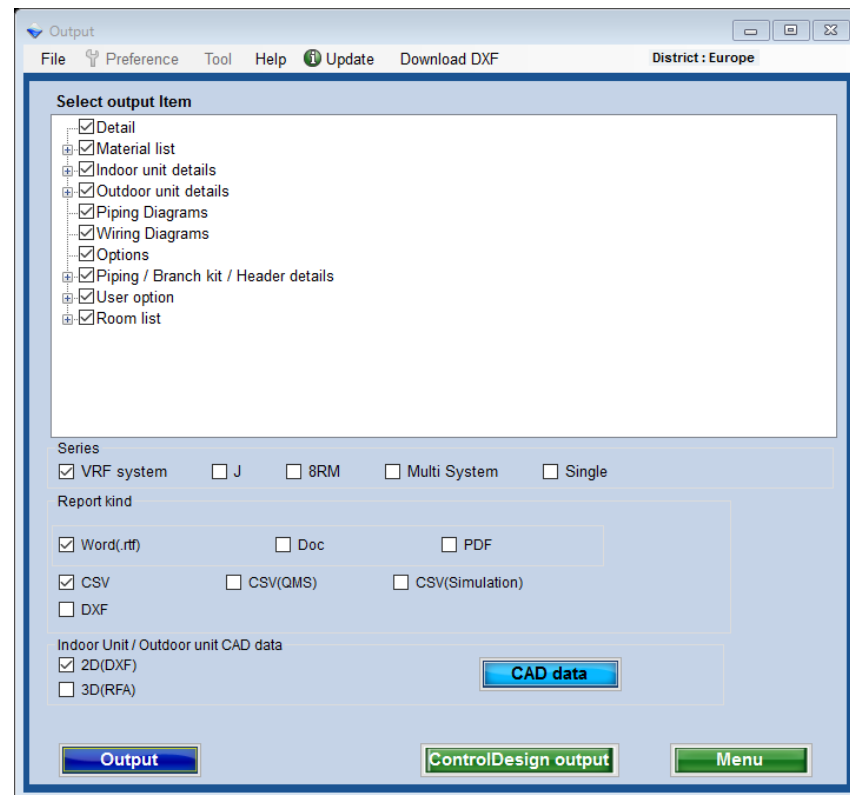 Output
File Preference Tool Help Update Download DXF District : Europe
Select output Item
Detail
Material list
Indoor unit details
Outdoor unit details
Piping Diagrams
Wiring Diagrams
Options
Piping / Branch kit / Header details
User option
Room list
Series
VRF system J 8RM Multi System Single
Report kind
Word(.rtf) Doc PDF
CSV CSV(QMS) CSV(Simulation)
DXF
Indoor Unit / Outdoor unit CAD data
2D(DXF)
CAD data
3D(RFA)
Output ControlDesign output Menu